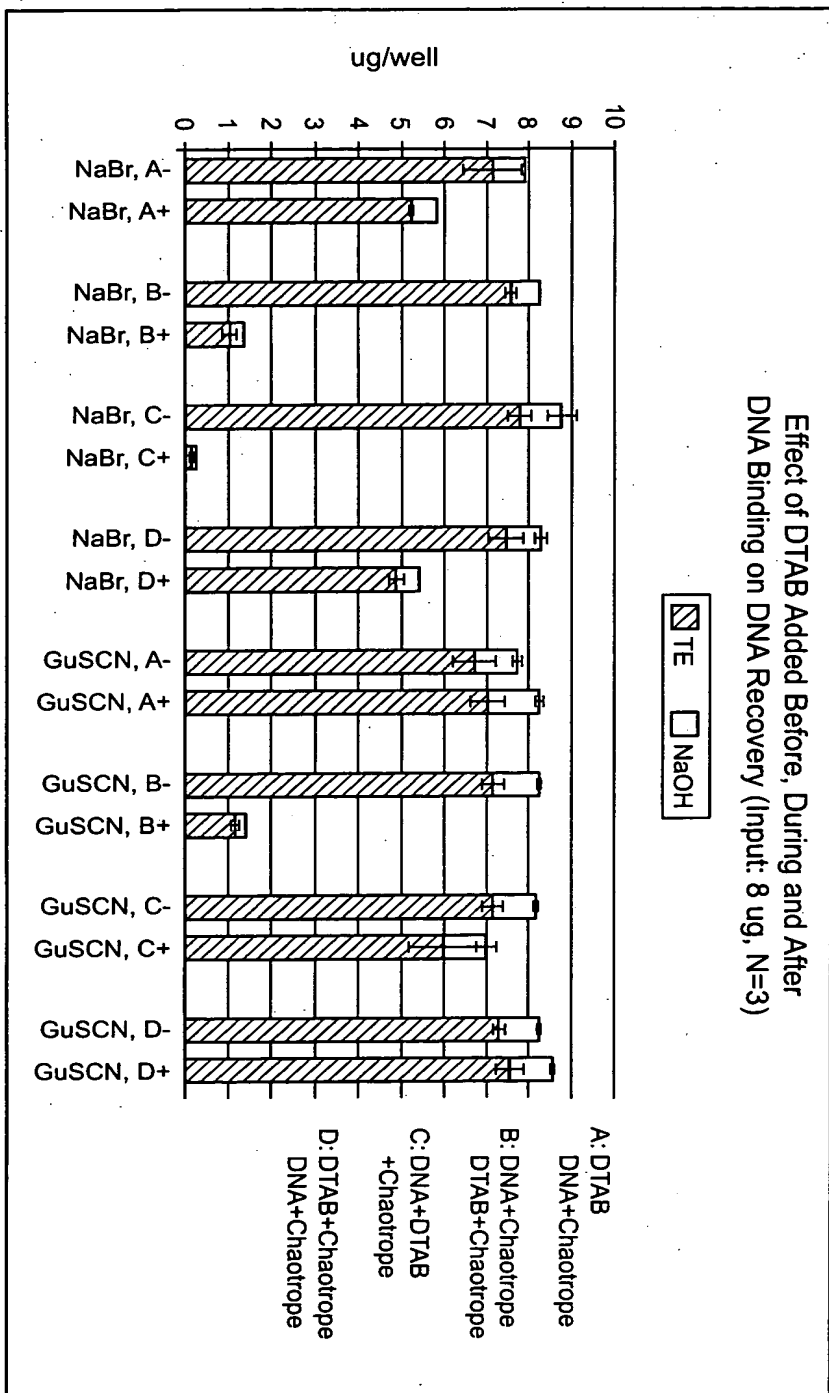 Effect of DTAB Added Before, During and After
DNA Binding on DNA Recovery (Input: 8 ug, N=3)
TE
NaOH
ug/well
10
9
8
7
6
5
4
3
2
1
0
NaBr, A-
NaBr, A+
NaBr, B-
NaBr, B+
NaBr, C-
NaBr, C+
NaBr, D-
NaBr, D+
GuSCN, A-
GuSCN, A+
GuSCN, B-
GuSCN, B+
GuSCN, C-
GuSCN, C+
GuSCN, D-
GuSCN, D+
A: DTAB
DNA+Chaotrope
B: DNA+Chaotrope
DTAB+Chaotrope
C: DNA+DTAB
+Chaotrope
D: DTAB+Chaotrope
DNA+Chaotrope